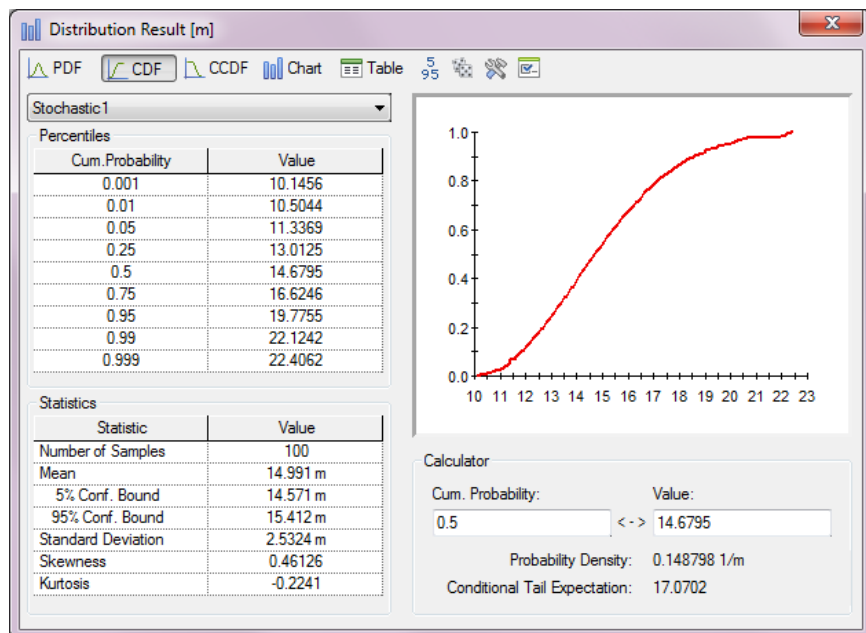 Distribution Result [m]
PDF CDF CCDF Chart Table 5 95
Stochastic1
Percentiles
Cum.Probability Value
0.001 10.1456
0.01 10.5044
0.05 11.3369
0.25 13.0125
0.5 14.6795
0.75 16.6246
0.95 19.7755
0.99 22.1242
0.999 22.4062
Statistics
Statistic Value
Number of Samples 100
Mean 14.991 m
5% Conf. Bound 14.571 m
95% Conf. Bound 15.412 m
Standard Deviation 2.5324 m
Skewness 0.46126
Kurtosis -0.2241
1.0
0.8
0.6
0.4
0.2
0.0
10 11 12 13 14 15 16 17 18 19 20 21 22 23
Calculator
Cum. Probability: Value:
0.5 < - > 14.6795
Probability Density: 0.148798 1/m
Conditional Tail Expectation: 17.0702